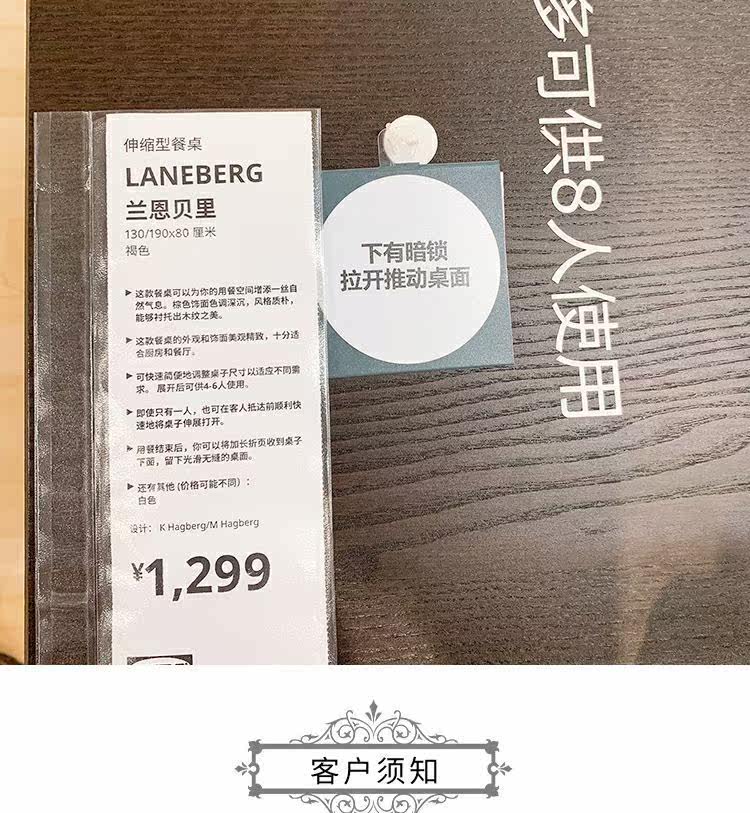 伸缩型餐桌
LANEBERG
兰恩贝里
130/190x80 厘米
褐色
▶ 这款餐桌可以为你的用餐空间增添一丝自
然气息。棕色饰面色调深沉，风格质朴，
能够衬托出木纹之美。
▶ 这款餐桌的外观和饰面美观精致，十分适
合厨房和餐厅。
▶ 可快速简便地调整桌子尺寸以适应不同需
求。 展开后可供4-6人使用。
▶ 即使只有一人，也可在客人抵达前顺利快
速地将桌子伸展打开。
▶ 用餐结束后，你可以将加长折页收到桌子
下面，留下光滑无缝的桌面。
▶ 还有其他 (价格可能不同)：
白色
设计： K Hagberg/M Hagberg
¥1,299
下有暗锁
拉开推动桌面
多可供8人使用
客户须知